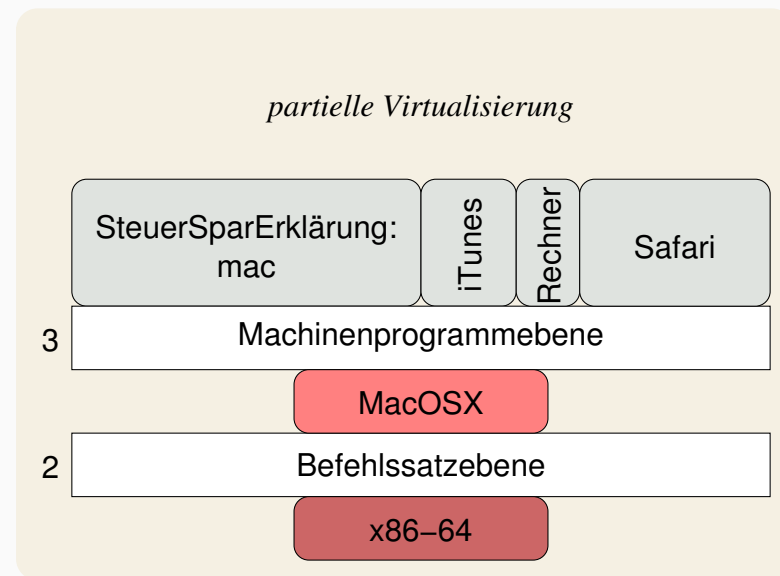 partielle Virtualisierung
SteuerSparErklärung:
mac
iTunes
Rechner
Safari
3
Machinenprogrammebene
MacOSX
2
Befehlssatzebene
x86–64